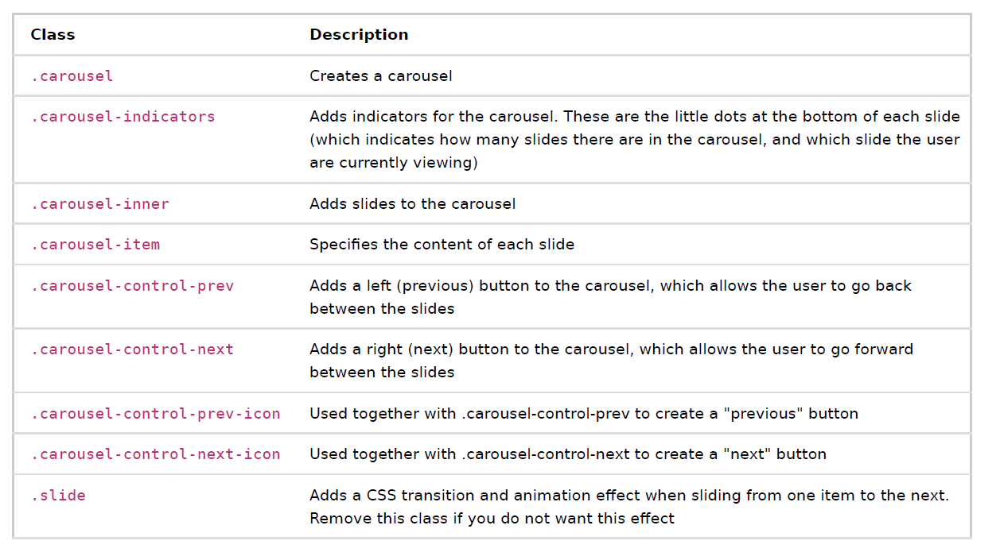 Class Description
.carousel Creates a carousel
.carousel-indicators Adds indicators for the carousel. These are the little dots at the bottom of each slide
(which indicates how many slides there are in the carousel, and which slide the user
are currently viewing)
.carousel-inner Adds slides to the carousel
.carousel-item Specifies the content of each slide
.carousel-control-prev Adds a left (previous) button to the carousel, which allows the user to go back
between the slides
.carousel-control-next Adds a right (next) button to the carousel, which allows the user to go forward
between the slides
.carousel-control-prev-icon Used together with .carousel-control-prev to create a "previous" button
.carousel-control-next-icon Used together with .carousel-control-next to create a "next" button
.slide Adds a CSS transition and animation effect when sliding from one item to the next.
Remove this class if you do not want this effect